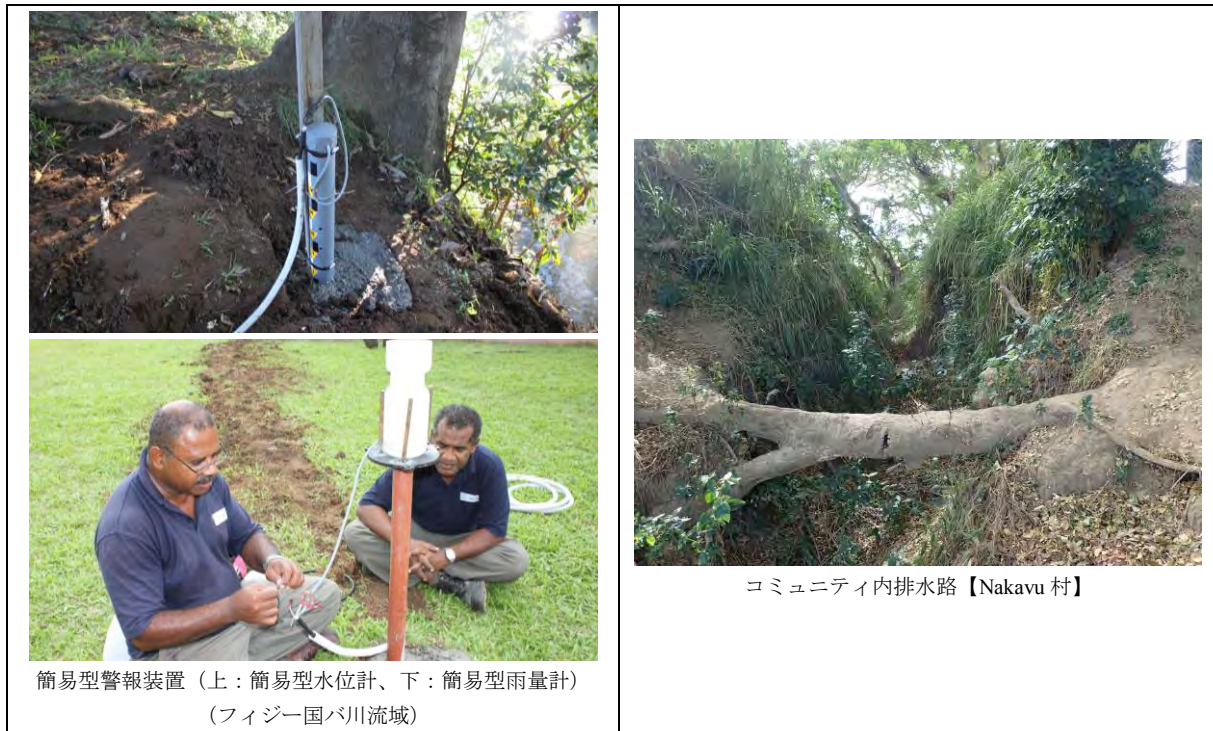 簡易型警報装置（上：簡易型水位計、下：簡易型雨量計）
（フィジー国バ川流域）
コミュニティ内排水路【Nakavu 村】